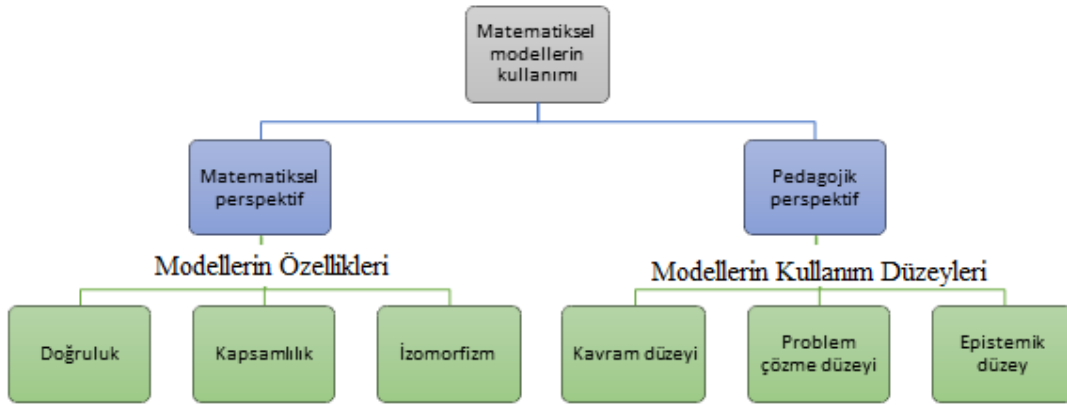 Matematiksel
modellerin
kullanımı
Matematiksel
perspektif
Pedagojik
perspektif
Modellerin Özellikleri
Modellerin Kullanım Düzeyleri
Doğruluk
Kapsamlılık
İzomorfizm
Kavram düzeyi
Problem
çözme düzeyi
Epistemik
düzey